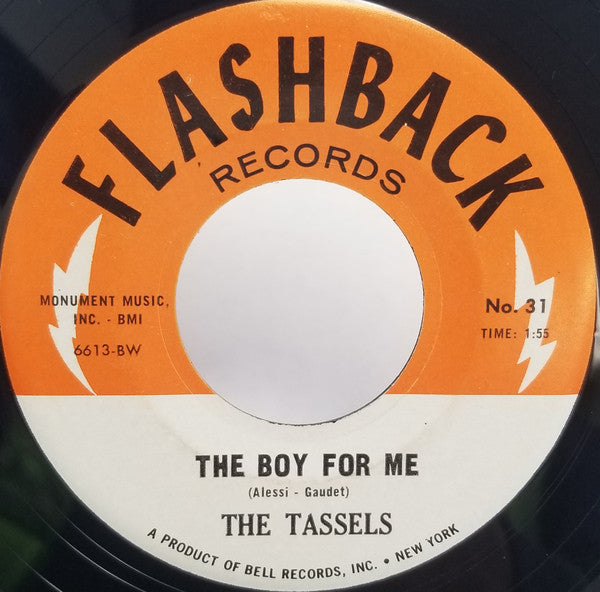 FLASHBACK
RECORDS
MONUMENT MUSIC,
INC. - BMI
6613-BW
No. 31
TIME: 1:55
THE BOY FOR ME
(Alessi - Gaudet)
THE TASSELS
A PRODUCT OF BELL RECORDS, INC. • NEW YORK